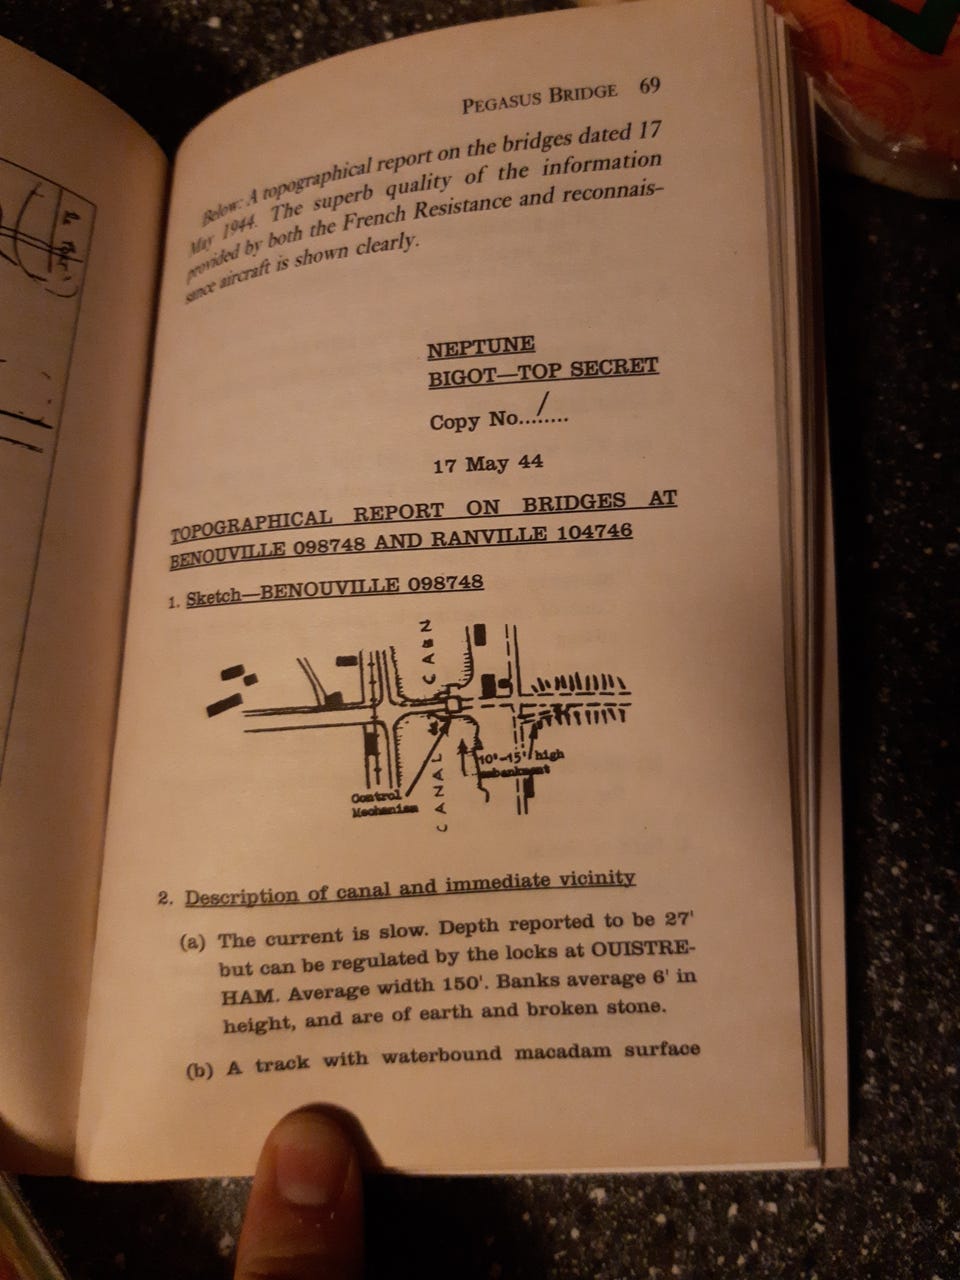 PEGASUS BRIDGE 69
Below: A topographical report on the bridges dated 17
May 1944. The superb quality of the information
provided by both the French Resistance and reconnais-
sance aircraft is shown clearly.
NEPTUNE
BIGOT—TOP SECRET
Copy No.../.....
17 May 44
TOPOGRAPHICAL REPORT ON BRIDGES AT
BENOUVILLE 098748 AND RANVILLE 104746
1. Sketch—BENOUVILLE 098748
CAEN
10'-15' high
embankment
Control
Mechanism
CANAL
2. Description of canal and immediate vicinity
(a) The current is slow. Depth reported to be 27'
but can be regulated by the locks at OUISTRE-
HAM. Average width 150'. Banks average 6' in
height, and are of earth and broken stone.
(b) A track with waterbound macadam surface